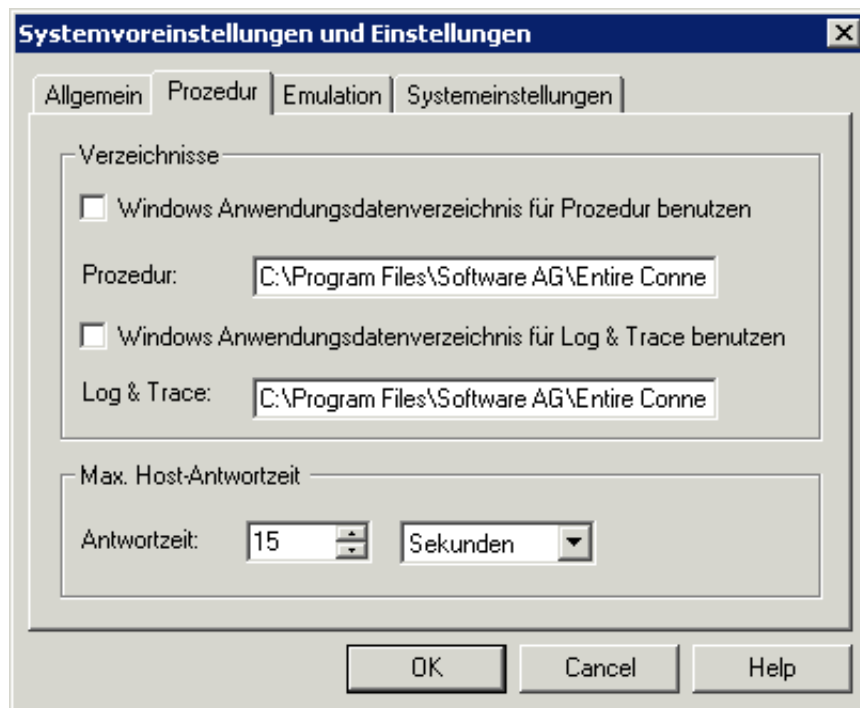 Systemvoreinstellungen und Einstellungen
Allgemein Prozedur Emulation Systemeinstellungen
Verzeichnisse
Windows Anwendungsdatenverzeichnis für Prozedur benutzen
Prozedur: C:\Program Files\Software AG\Entire Conne
Windows Anwendungsdatenverzeichnis für Log & Trace benutzen
Log & Trace: C:\Program Files\Software AG\Entire Conne
Max. Host-Antwortzeit
Antwortzeit: 15 Sekunden
OK Cancel Help